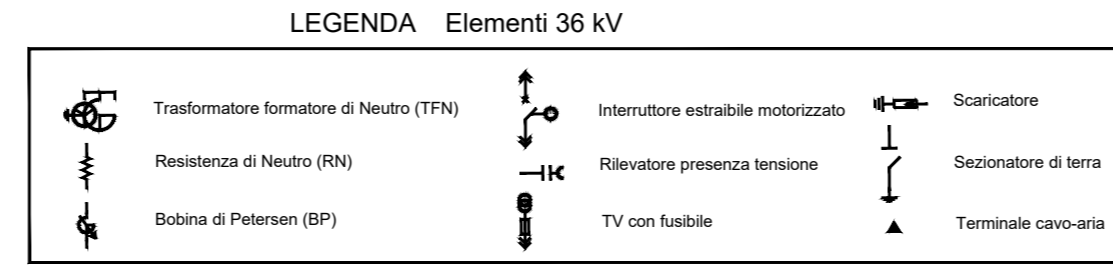 LEGENDA Elementi 36 kV
Trasformatore formatore di Neutro (TFN)
Resistenza di Neutro (RN)
Bobina di Petersen (BP)
Interruttore estraibile motorizzato
Rilevatore presenza tensione
TV con fusibile
Scaricatore
Sezionatore di terra
Terminale cavo-aria